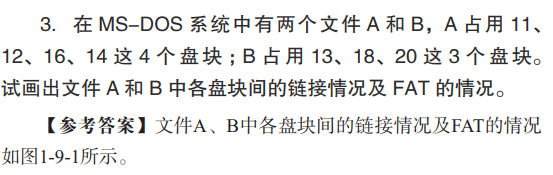 3. 在 MS-DOS 系统中有两个文件 A 和 B，A 占用 11、
12、16、14 这 4 个盘块；B 占用 13、18、20 这 3 个盘块。
试画出文件 A 和 B 中各盘块间的链接情况及 FAT 的情况。
【参考答案】文件A、B中各盘块间的链接情况及FAT的情况
如图1-9-1所示。